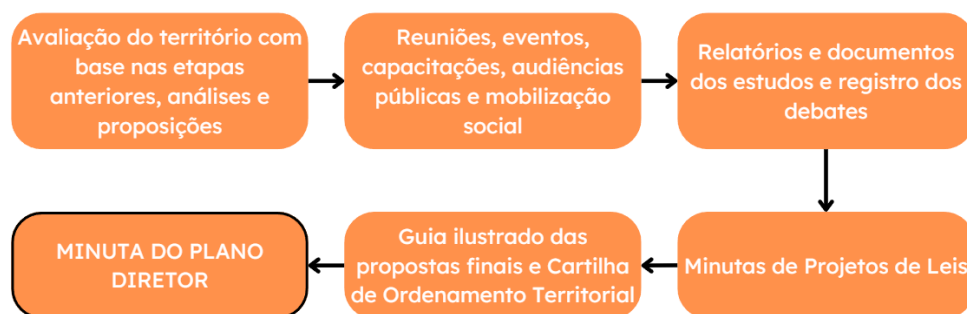 Avaliação do território com
base nas etapas
anteriores, análises e
proposições
Reuniões, eventos,
capacitações, audiências
públicas e mobilização
social
Relatórios e documentos
dos estudos e registro dos
debates
Minutas de Projetos de Leis
Guia ilustrado das
propostas finais e Cartilha
de Ordenamento Territorial
MINUTA DO PLANO
DIRETOR